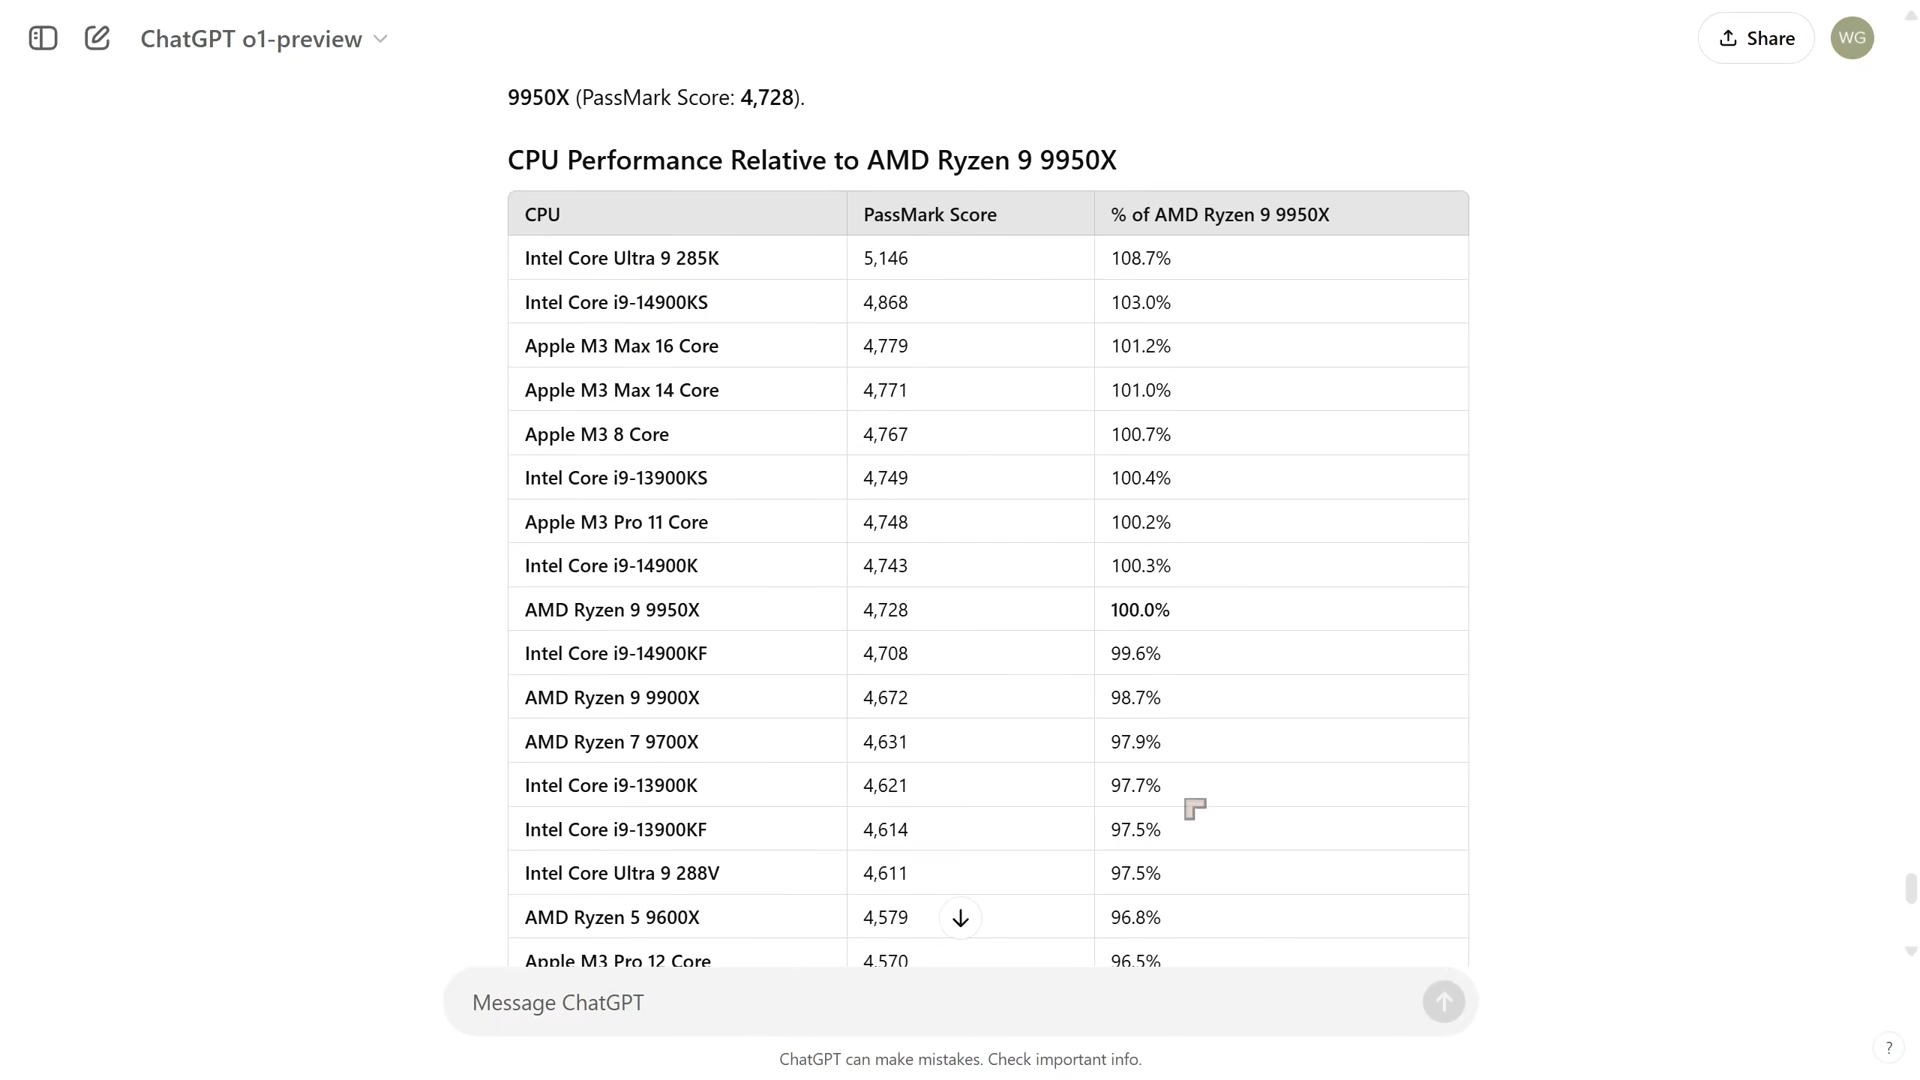 ChatGPT o1-preview
Share
WG
9950X (PassMark Score: 4,728).
CPU Performance Relative to AMD Ryzen 9 9950X
CPU PassMark Score % of AMD Ryzen 9 9950X
Intel Core Ultra 9 285K 5,146 108.7%
Intel Core i9-14900KS 4,868 103.0%
Apple M3 Max 16 Core 4,779 101.2%
Apple M3 Max 14 Core 4,771 101.0%
Apple M3 8 Core 4,767 100.7%
Intel Core i9-13900KS 4,749 100.4%
Apple M3 Pro 11 Core 4,748 100.2%
Intel Core i9-14900K 4,743 100.3%
AMD Ryzen 9 9950X 4,728 100.0%
Intel Core i9-14900KF 4,708 99.6%
AMD Ryzen 9 9900X 4,672 98.7%
AMD Ryzen 7 9700X 4,631 97.9%
Intel Core i9-13900K 4,621 97.7%
Intel Core i9-13900KF 4,614 97.5%
Intel Core Ultra 9 288V 4,611 97.5%
AMD Ryzen 5 9600X 4,579 96.8%
Apple M3 Pro 12 Core 4,570 96.5%
Message ChatGPT
ChatGPT can make mistakes. Check important info.
?